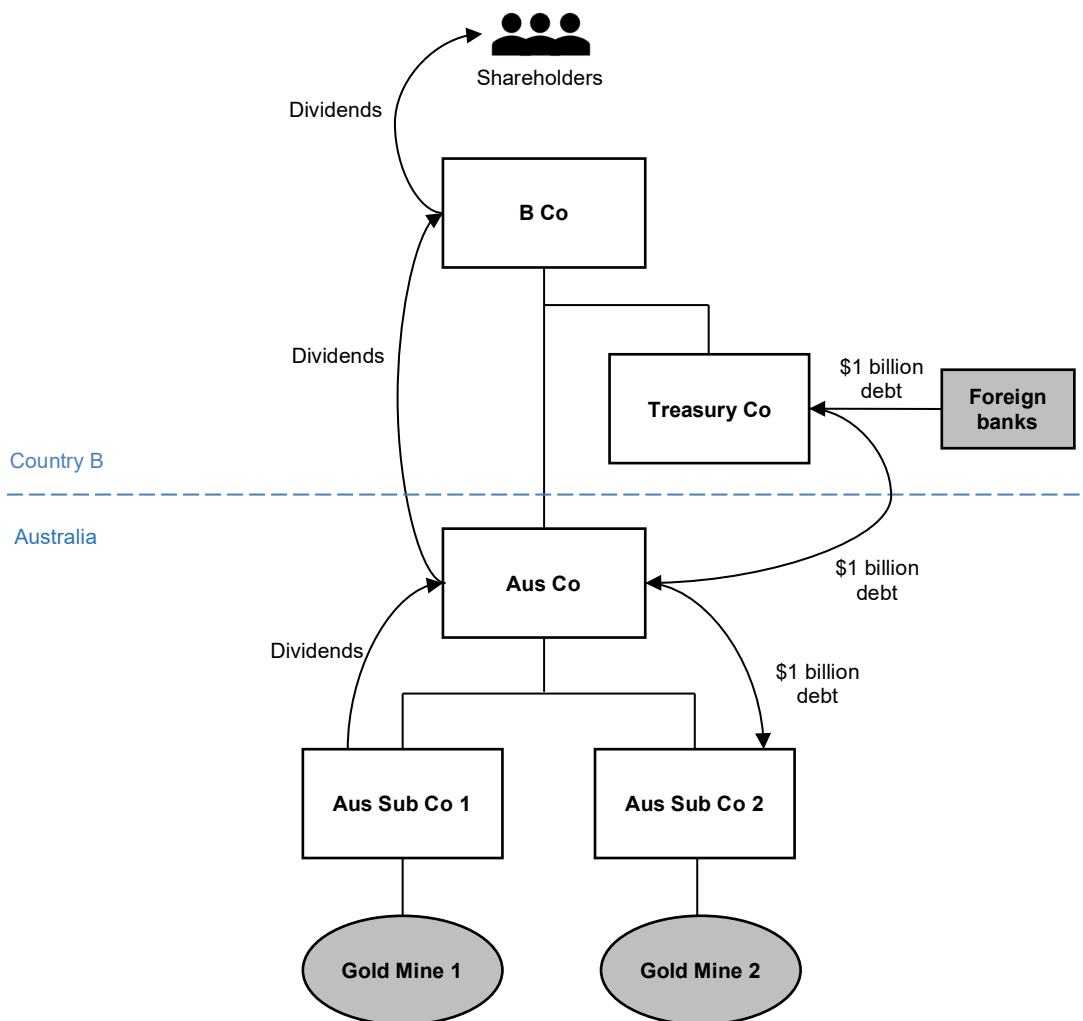 Shareholders
Dividends
B Co
Dividends
$1 billion
debt
Treasury Co
Foreign
banks
Country B
Australia
Aus Co
$1 billion
debt
Dividends
$1 billion
debt
Aus Sub Co 1
Aus Sub Co 2
Gold Mine 1
Gold Mine 2